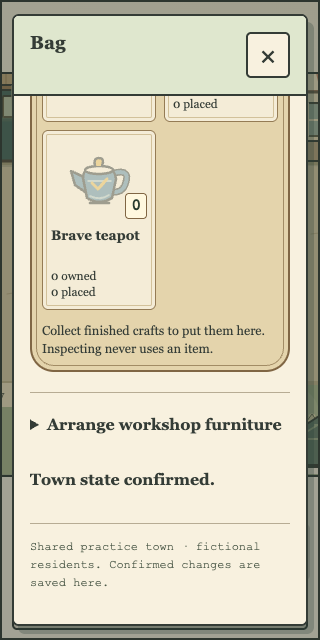 Bag
×
0 placed
0
Brave teapot
0 owned
0 placed
Collect finished crafts to put them here.
Inspecting never uses an item.
▶ Arrange workshop furniture
Town state confirmed.
Shared practice town · fictional
residents. Confirmed changes are
saved here.